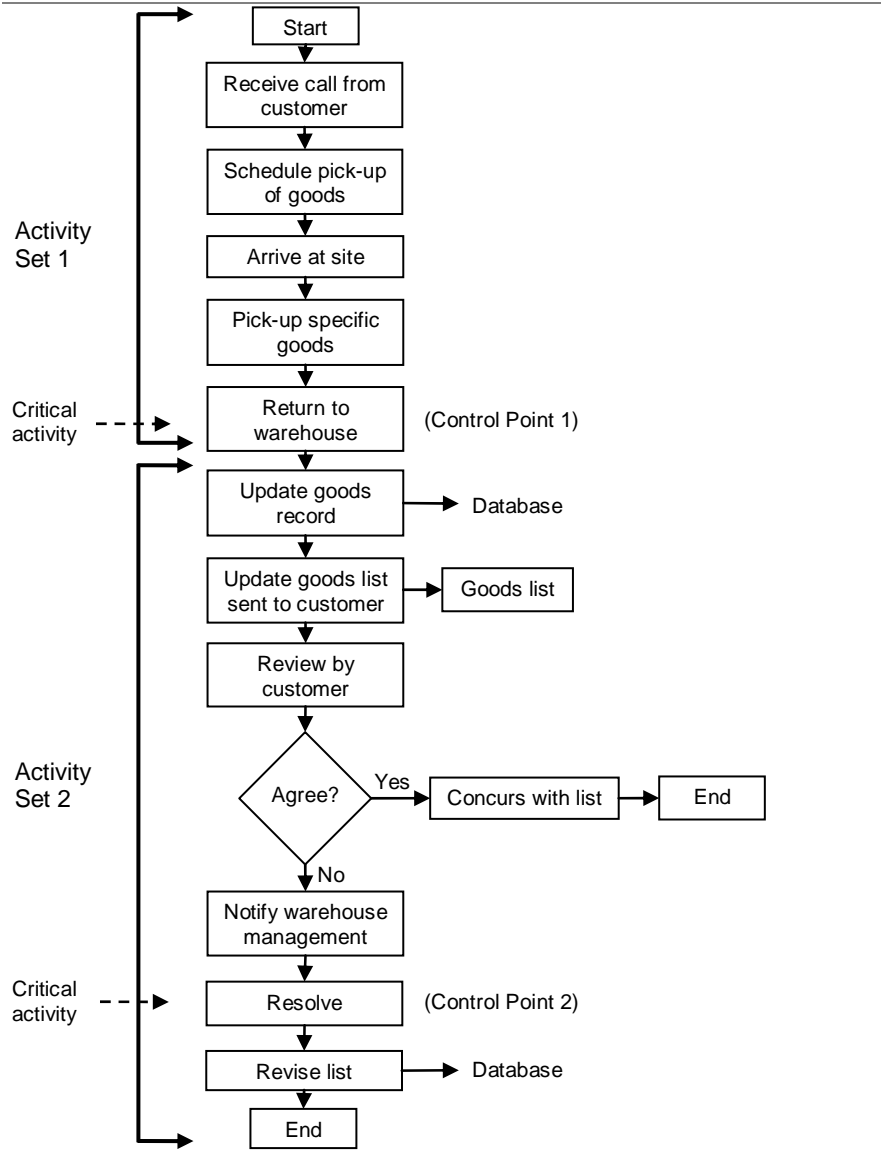 Start
Receive call from
customer
Schedule pick-up
of goods
Activity
Set 1
Arrive at site
Pick-up specific
goods
Critical
activity
Return to
warehouse
(Control Point 1)
Update goods
record
Database
Update goods list
sent to customer
Goods list
Review by
customer
Activity
Set 2
Agree?
Yes
Concurs with list
End
No
Notify warehouse
management
Critical
activity
Resolve
(Control Point 2)
Revise list
Database
End